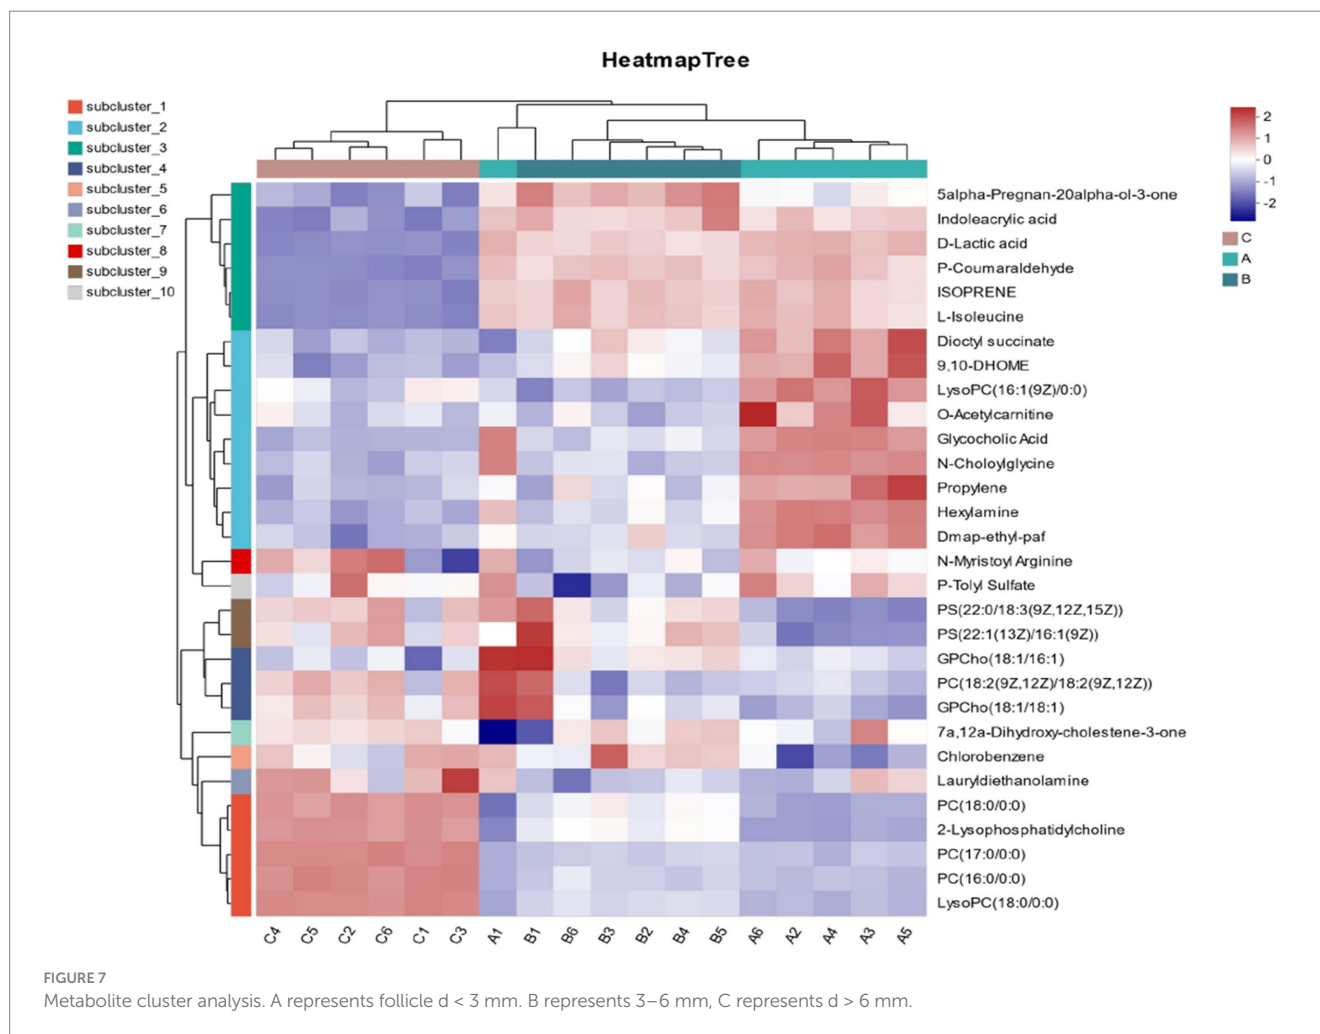 HeatmapTree
subcluster_1
subcluster_2
subcluster_3
subcluster_4
subcluster_5
subcluster_6
subcluster_7
subcluster_8
subcluster_9
subcluster_10
2
1
0
-1
-2
C
A
B
5alpha-Pregnan-20alpha-ol-3-one
Indoleacrylic acid
D-Lactic acid
P-Coumaraldehyde
ISOPRENE
L-Isoleucine
Dioctyl succinate
9,10-DHOME
LysoPC(16:1(9Z)/0:0)
O-Acetylcarnitine
Glycocholic Acid
N-Choloylglycine
Propylene
Hexylamine
Dmap-ethyl-paf
N-Myristoyl Arginine
P-Tolyl Sulfate
PS(22:0/18:3(9Z,12Z,15Z))
PS(22:1(13Z)/16:1(9Z))
GPCho(18:1/16:1)
PC(18:2(9Z,12Z)/18:2(9Z,12Z))
GPCho(18:1/18:1)
7a,12a-Dihydroxy-cholestene-3-one
Chlorobenzene
Lauryldiethanolamine
PC(18:0/0:0)
2-Lysophosphatidylcholine
PC(17:0/0:0)
PC(16:0/0:0)
LysoPC(18:0/0:0)
C4 C5 C2 C6 C1 C3 A1 B1 B6 B3 B2 B4 B5 A6 A2 A4 A3 A5
FIGURE 7
Metabolite cluster analysis. A represents follicle d < 3 mm. B represents 3–6 mm, C represents d > 6 mm.